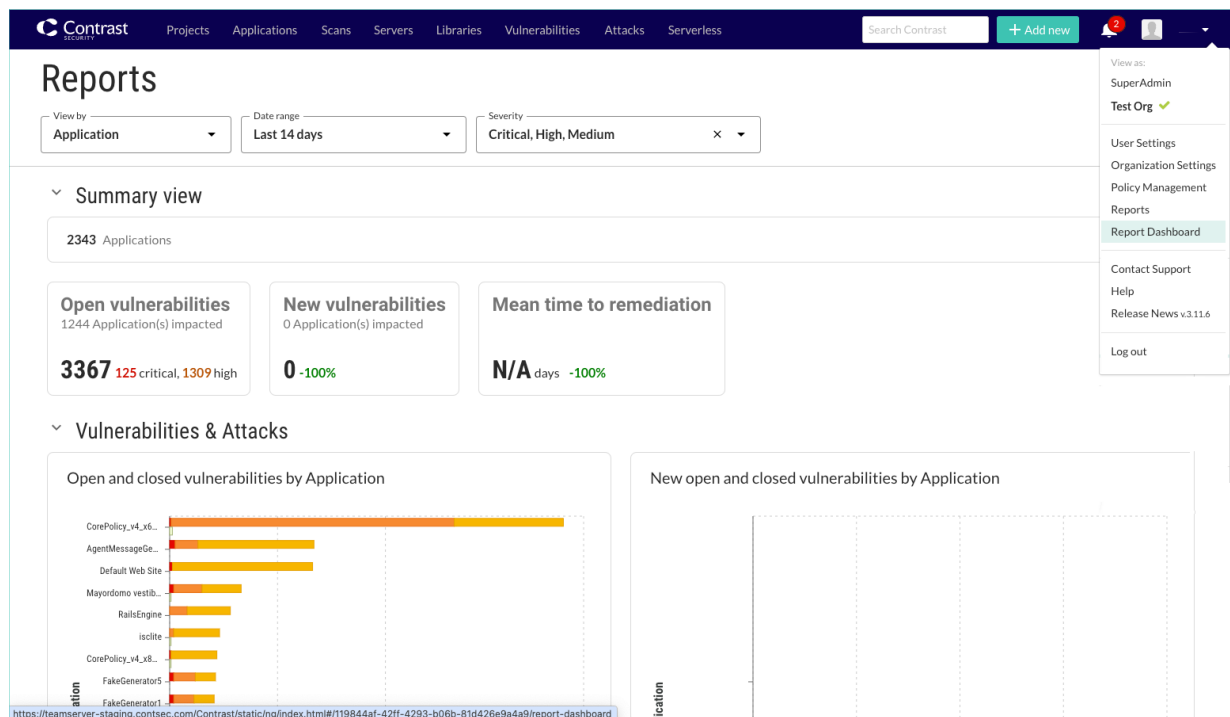 Contrast
SECURITY
Projects Applications Scans Servers Libraries Vulnerabilities Attacks Serverless
Search Contrast
+ Add new
2
View as:
SuperAdmin
Test Org
User Settings
Organization Settings
Policy Management
Reports
Report Dashboard
Contact Support
Help
Release News v.3.11.6
Log out
Reports
View by
Application
Date range
Last 14 days
Severity
Critical, High, Medium
Summary view
2343 Applications
Open vulnerabilities
1244 Application(s) impacted
3367 125 critical, 1309 high
New vulnerabilities
0 Application(s) impacted
0 -100%
Mean time to remediation
N/A days -100%
Vulnerabilities & Attacks
Open and closed vulnerabilities by Application
CorePolicy_v4_x6...
AgentMessageGe...
Default Web Site
Mayordomo vestib...
RailsEngine
isclite
CorePolicy_v4_x8...
FakeGenerator5
FakeGenerator1
ation
New open and closed vulnerabilities by Application
ication
https://teamserver-staging.contsec.com/Contrast/static/ng/index.html#/119844af-42ff-4293-b06b-81d426e9a4a9/report-dashboard